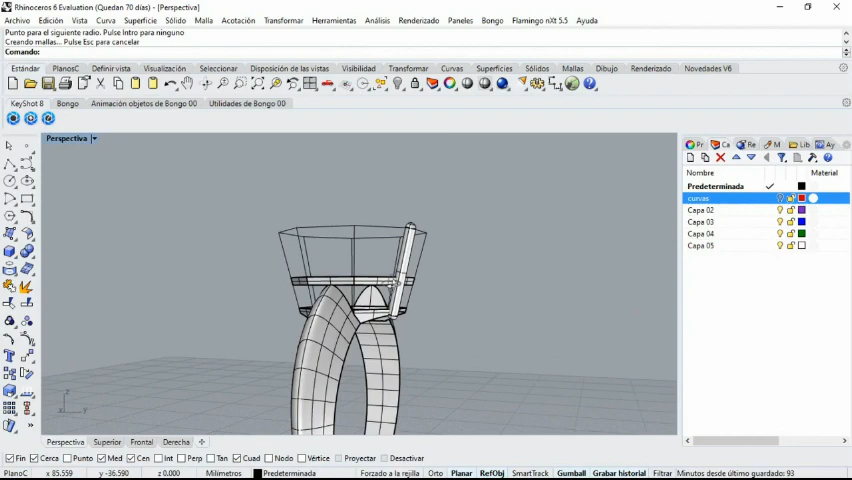 Rhinoceros 6 Evaluation (Quedan 70 días) - [Perspectiva]
Archivo Edición Vista Curva Superficie Sólido Malla Acotación Transformar Herramientas Análisis Renderizado Paneles Bongo Flamingo nXt 5.5 Ayuda
Punto para el siguiente radio. Pulse Intro para ninguno
Creando mallas... Pulse Esc para cancelar
Comando:
Estándar PlanosC Definir vista Visualización Seleccionar Disposición de las vistas Visibilidad Transformar Curvas Superficies Sólidos Mallas Dibujo Renderizado Novedades V6
KeyShot 8 Bongo Animación objetos de Bongo 00 Utilidades de Bongo 00
Perspectiva
Pr Ca Re M Lib Ay
Nombre Material
Predeterminada
curvas
Capa 02
Capa 03
Capa 04
Capa 05
z
x y
Perspectiva Superior Frontal Derecha
Fin Cerca Punto Med Cen Int Perp Tan Cuad Nodo Vértice Proyectar Desactivar
PlanoC x 85.559 y -36.590 z 0.000 Milímetros Predeterminada Forzado a la rejilla Orto Planar RefObj SmartTrack Gumball Grabar historial Filtrar Minutos desde último guardado: 93